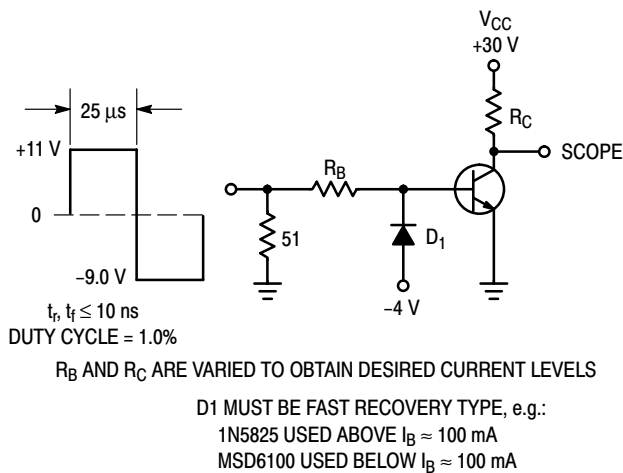 V_CC
+30 V
25 μs
R_C
+11 V
SCOPE
R_B
0
51
D_1
−9.0 V
−4 V
t_r, t_f ≤ 10 ns
DUTY CYCLE = 1.0%
R_B AND R_C ARE VARIED TO OBTAIN DESIRED CURRENT LEVELS
D1 MUST BE FAST RECOVERY TYPE, e.g.:
1N5825 USED ABOVE I_B ≈ 100 mA
MSD6100 USED BELOW I_B ≈ 100 mA